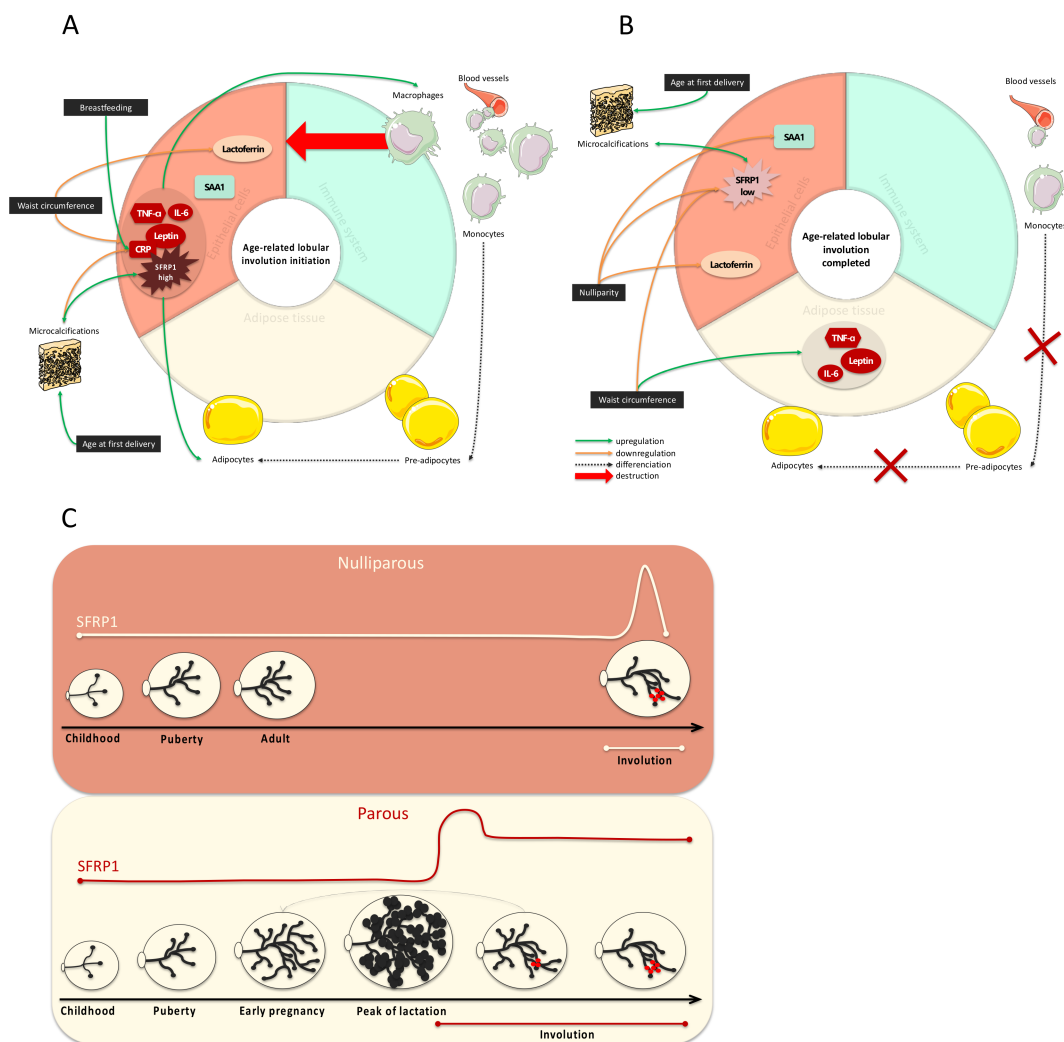 A
Blood vessels
Macrophages
Breastfeeding
Lactoferrin
SAA1
Waist circumference
TNF-α
IL-6
Leptin
CRP
SFRP1
high
Epithelial cells
Immune system
Monocytes
Age-related lobular
involution initiation
Adipose tissue
Microcalcifications
Age at first delivery
Adipocytes
Pre-adipocytes
B
Age at first delivery
Blood vessels
Microcalcifications
SAA1
SFRP1
low
Epithelial cells
Immune system
Monocytes
Age-related lobular
involution
completed
Lactoferrin
Nulliparity
Adipose tissue
TNF-α
Leptin
IL-6
Waist circumference
upregulation
downregulation
differenciation
destruction
Adipocytes
Pre-adipocytes
C
Nulliparous
SFRP1
Childhood
Puberty
Adult
Involution
Parous
SFRP1
Childhood
Puberty
Early pregnancy
Peak of lactation
Involution